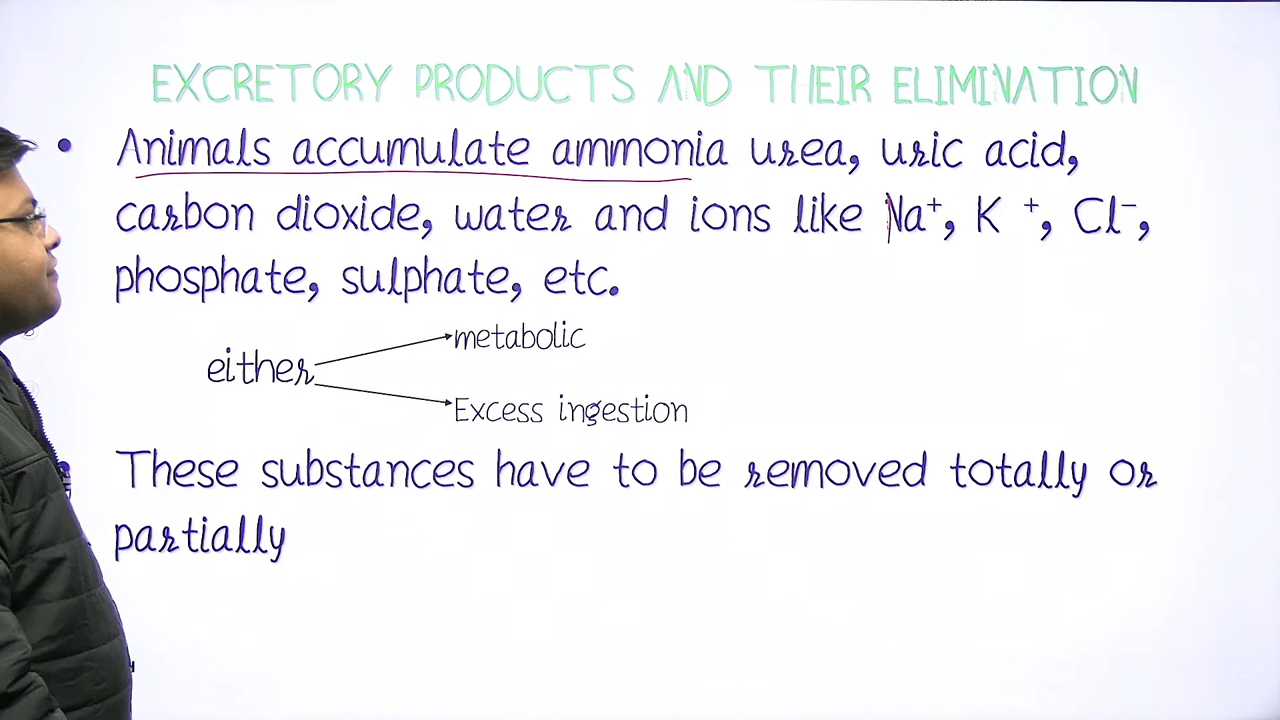 EXCRETORY PRODUCTS AND THEIR ELIMINATION
• Animals accumulate ammonia urea, uric acid,
carbon dioxide, water and ions like Na⁺, K ⁺, Cl⁻,
phosphate, sulphate, etc.
metabolic
either
Excess ingestion
These substances have to be removed totally or
partially